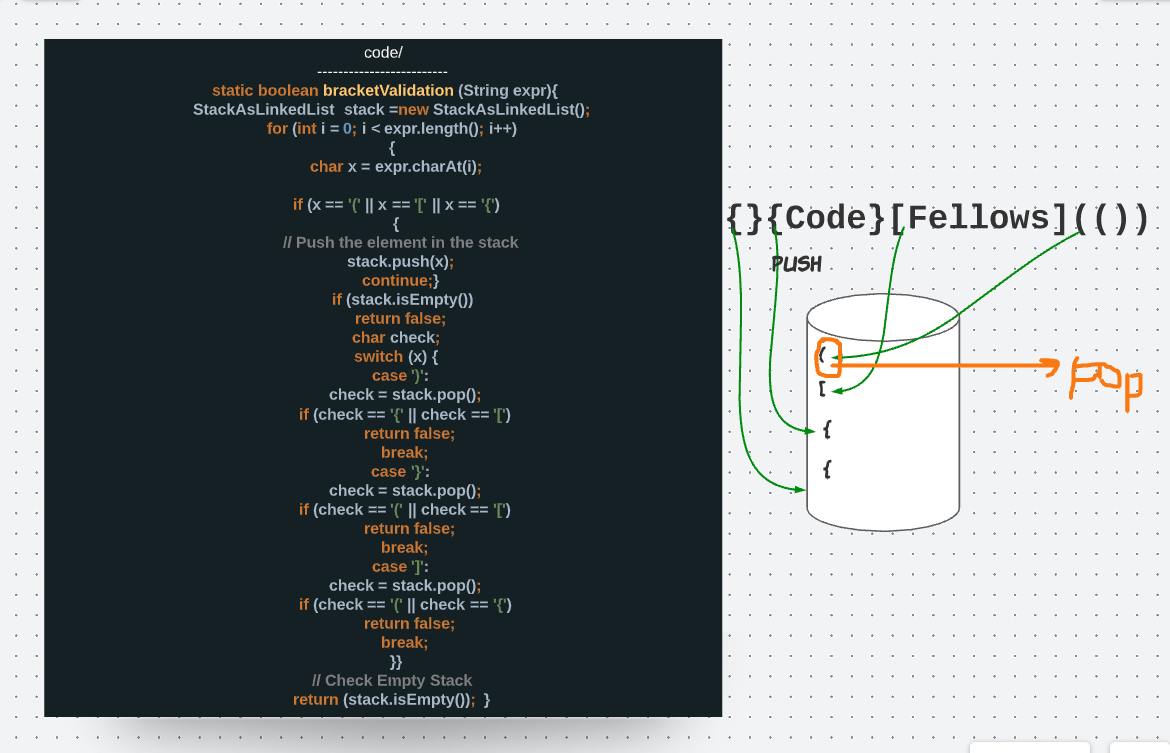 code/
-------------------------
static boolean bracketValidation (String expr){
StackAsLinkedList stack =new StackAsLinkedList();
for (int i = 0; i < expr.length(); i++)
{
char x = expr.charAt(i);
if (x == '(' || x == '[' || x == '{')
{
// Push the element in the stack
stack.push(x);
continue;}
if (stack.isEmpty())
return false;
char check;
switch (x) {
case ')':
check = stack.pop();
if (check == '{' || check == '[')
return false;
break;
case '}':
check = stack.pop();
if (check == '(' || check == '[')
return false;
break;
case ']':
check = stack.pop();
if (check == '(' || check == '{')
return false;
break;
}}
// Check Empty Stack
return (stack.isEmpty()); }
{}{Code}[Fellows](())
PUSH
(
[
{
{
Pop